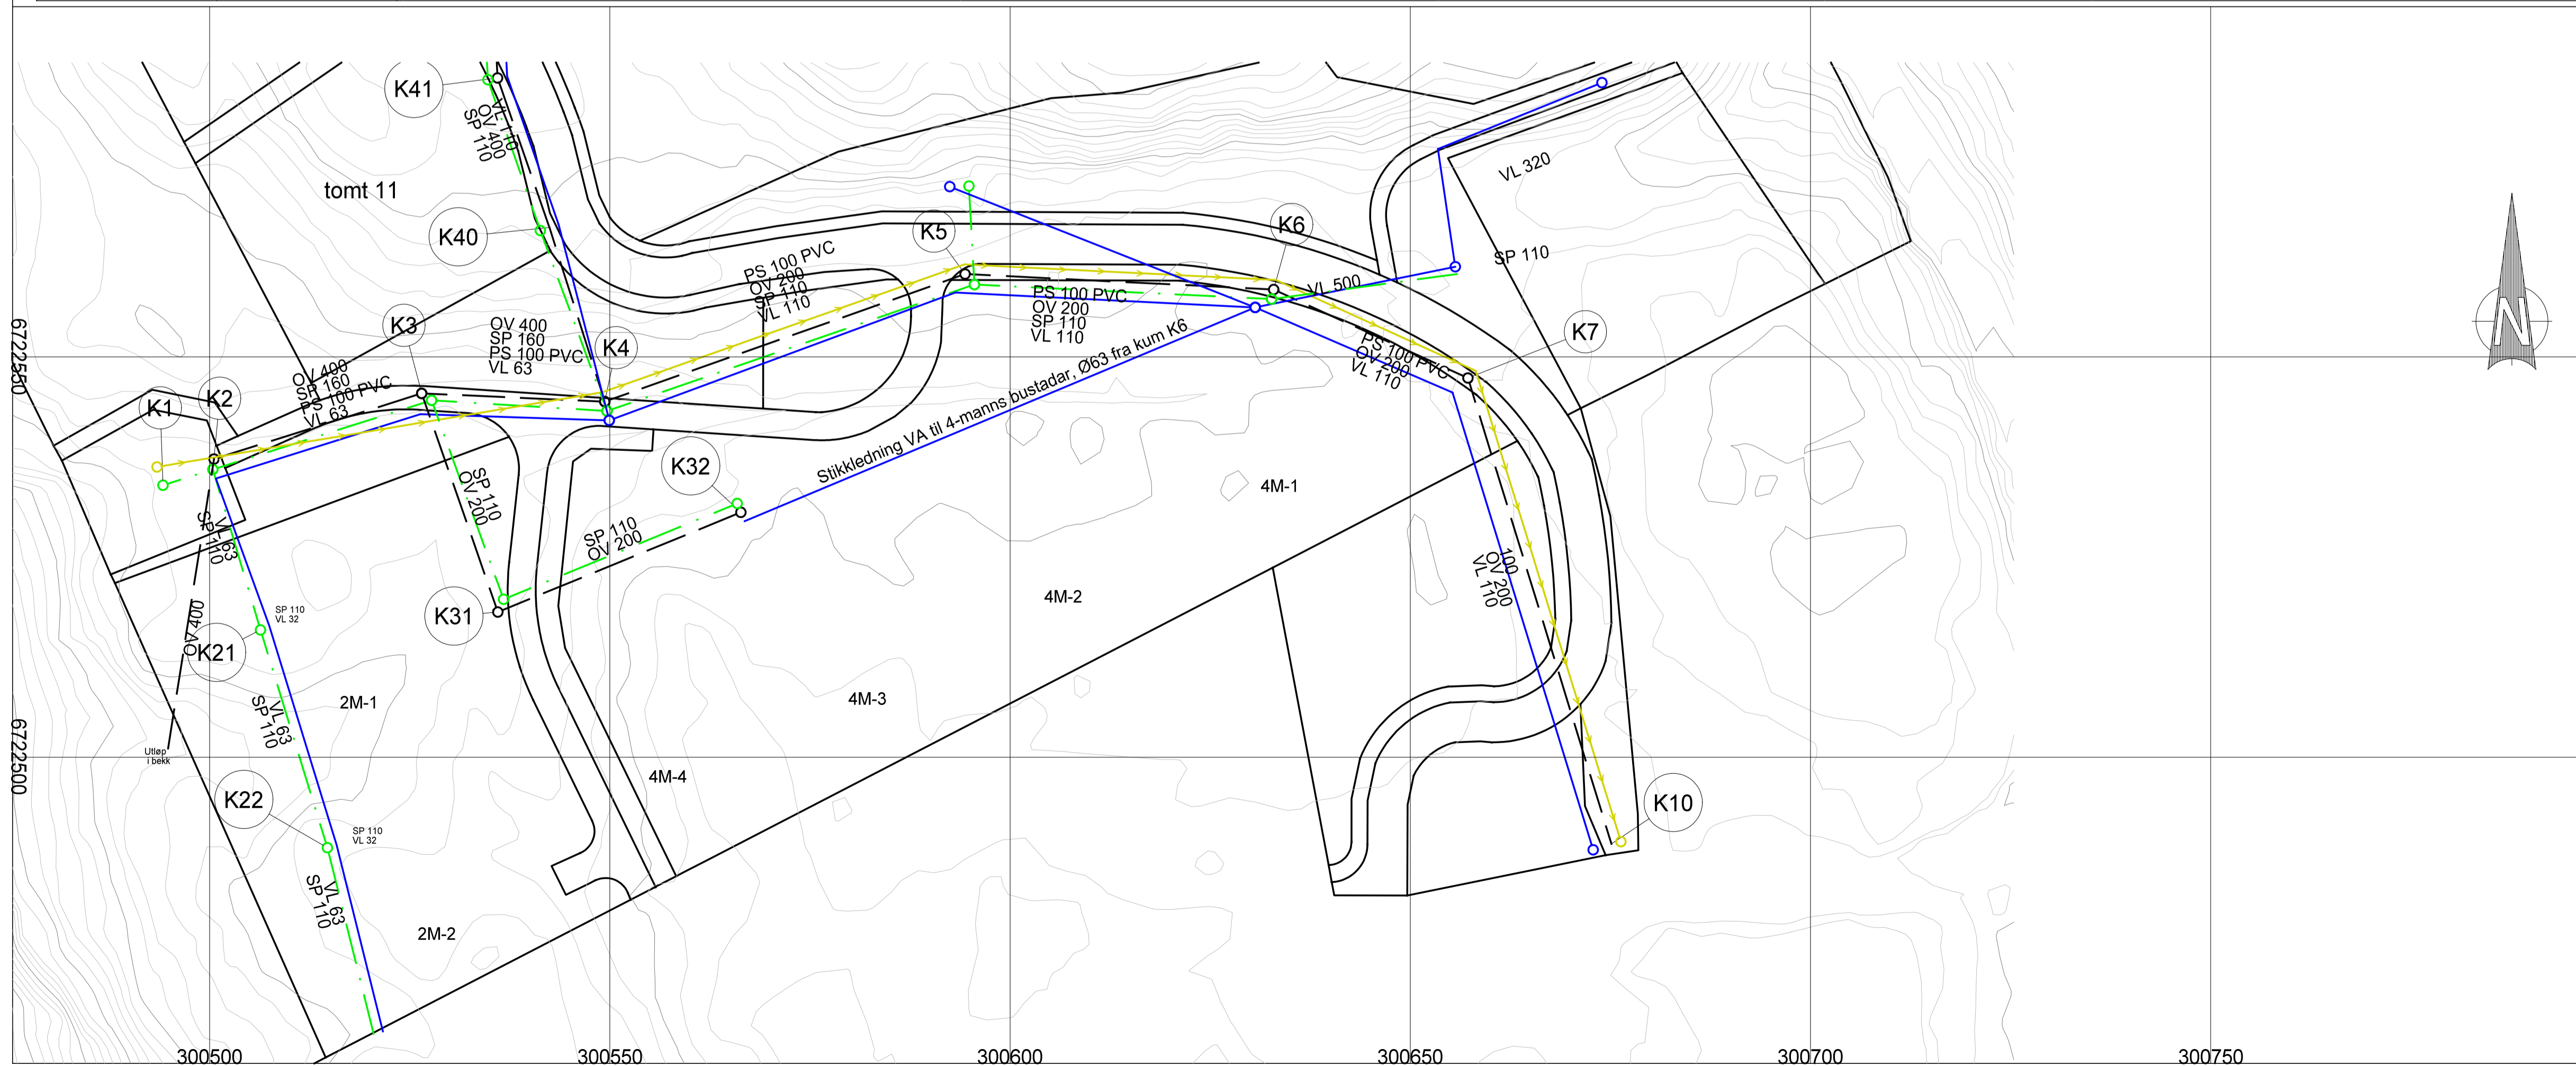 K41
VL 110
OV 400
SP 110
tomt 11
K40
VL 320
K5
K6
PS 100 PVC
OV 200
SP 110
VL 110
SP 110
VL 500
PS 100 PVC
OV 200
SP 110
VL 110
K3
OV 400
SP 160
PS 100 PVC
VL 63
K4
K7
PS 100 PVC
OV 200
VL 110
Stikkledning VA til 4-manns bustadar, Ø63 fra kum K6
6722550
OV 400
SP 160
PS 100 PVC
VL 63
K1
K2
K32
SP 110
OV 200
4M-1
VL 63
SP 110
SP 110
OV 200
100
OV 200
VL 110
4M-2
K31
SP 110
VL 32
OV 400
K21
2M-1
4M-3
VL 63
SP 110
Utløp
i bekk
6722500
4M-4
K22
K10
SP 110
VL 32
VL 63
SP 110
2M-2
N
300500
300550
300600
300650
300700
300750